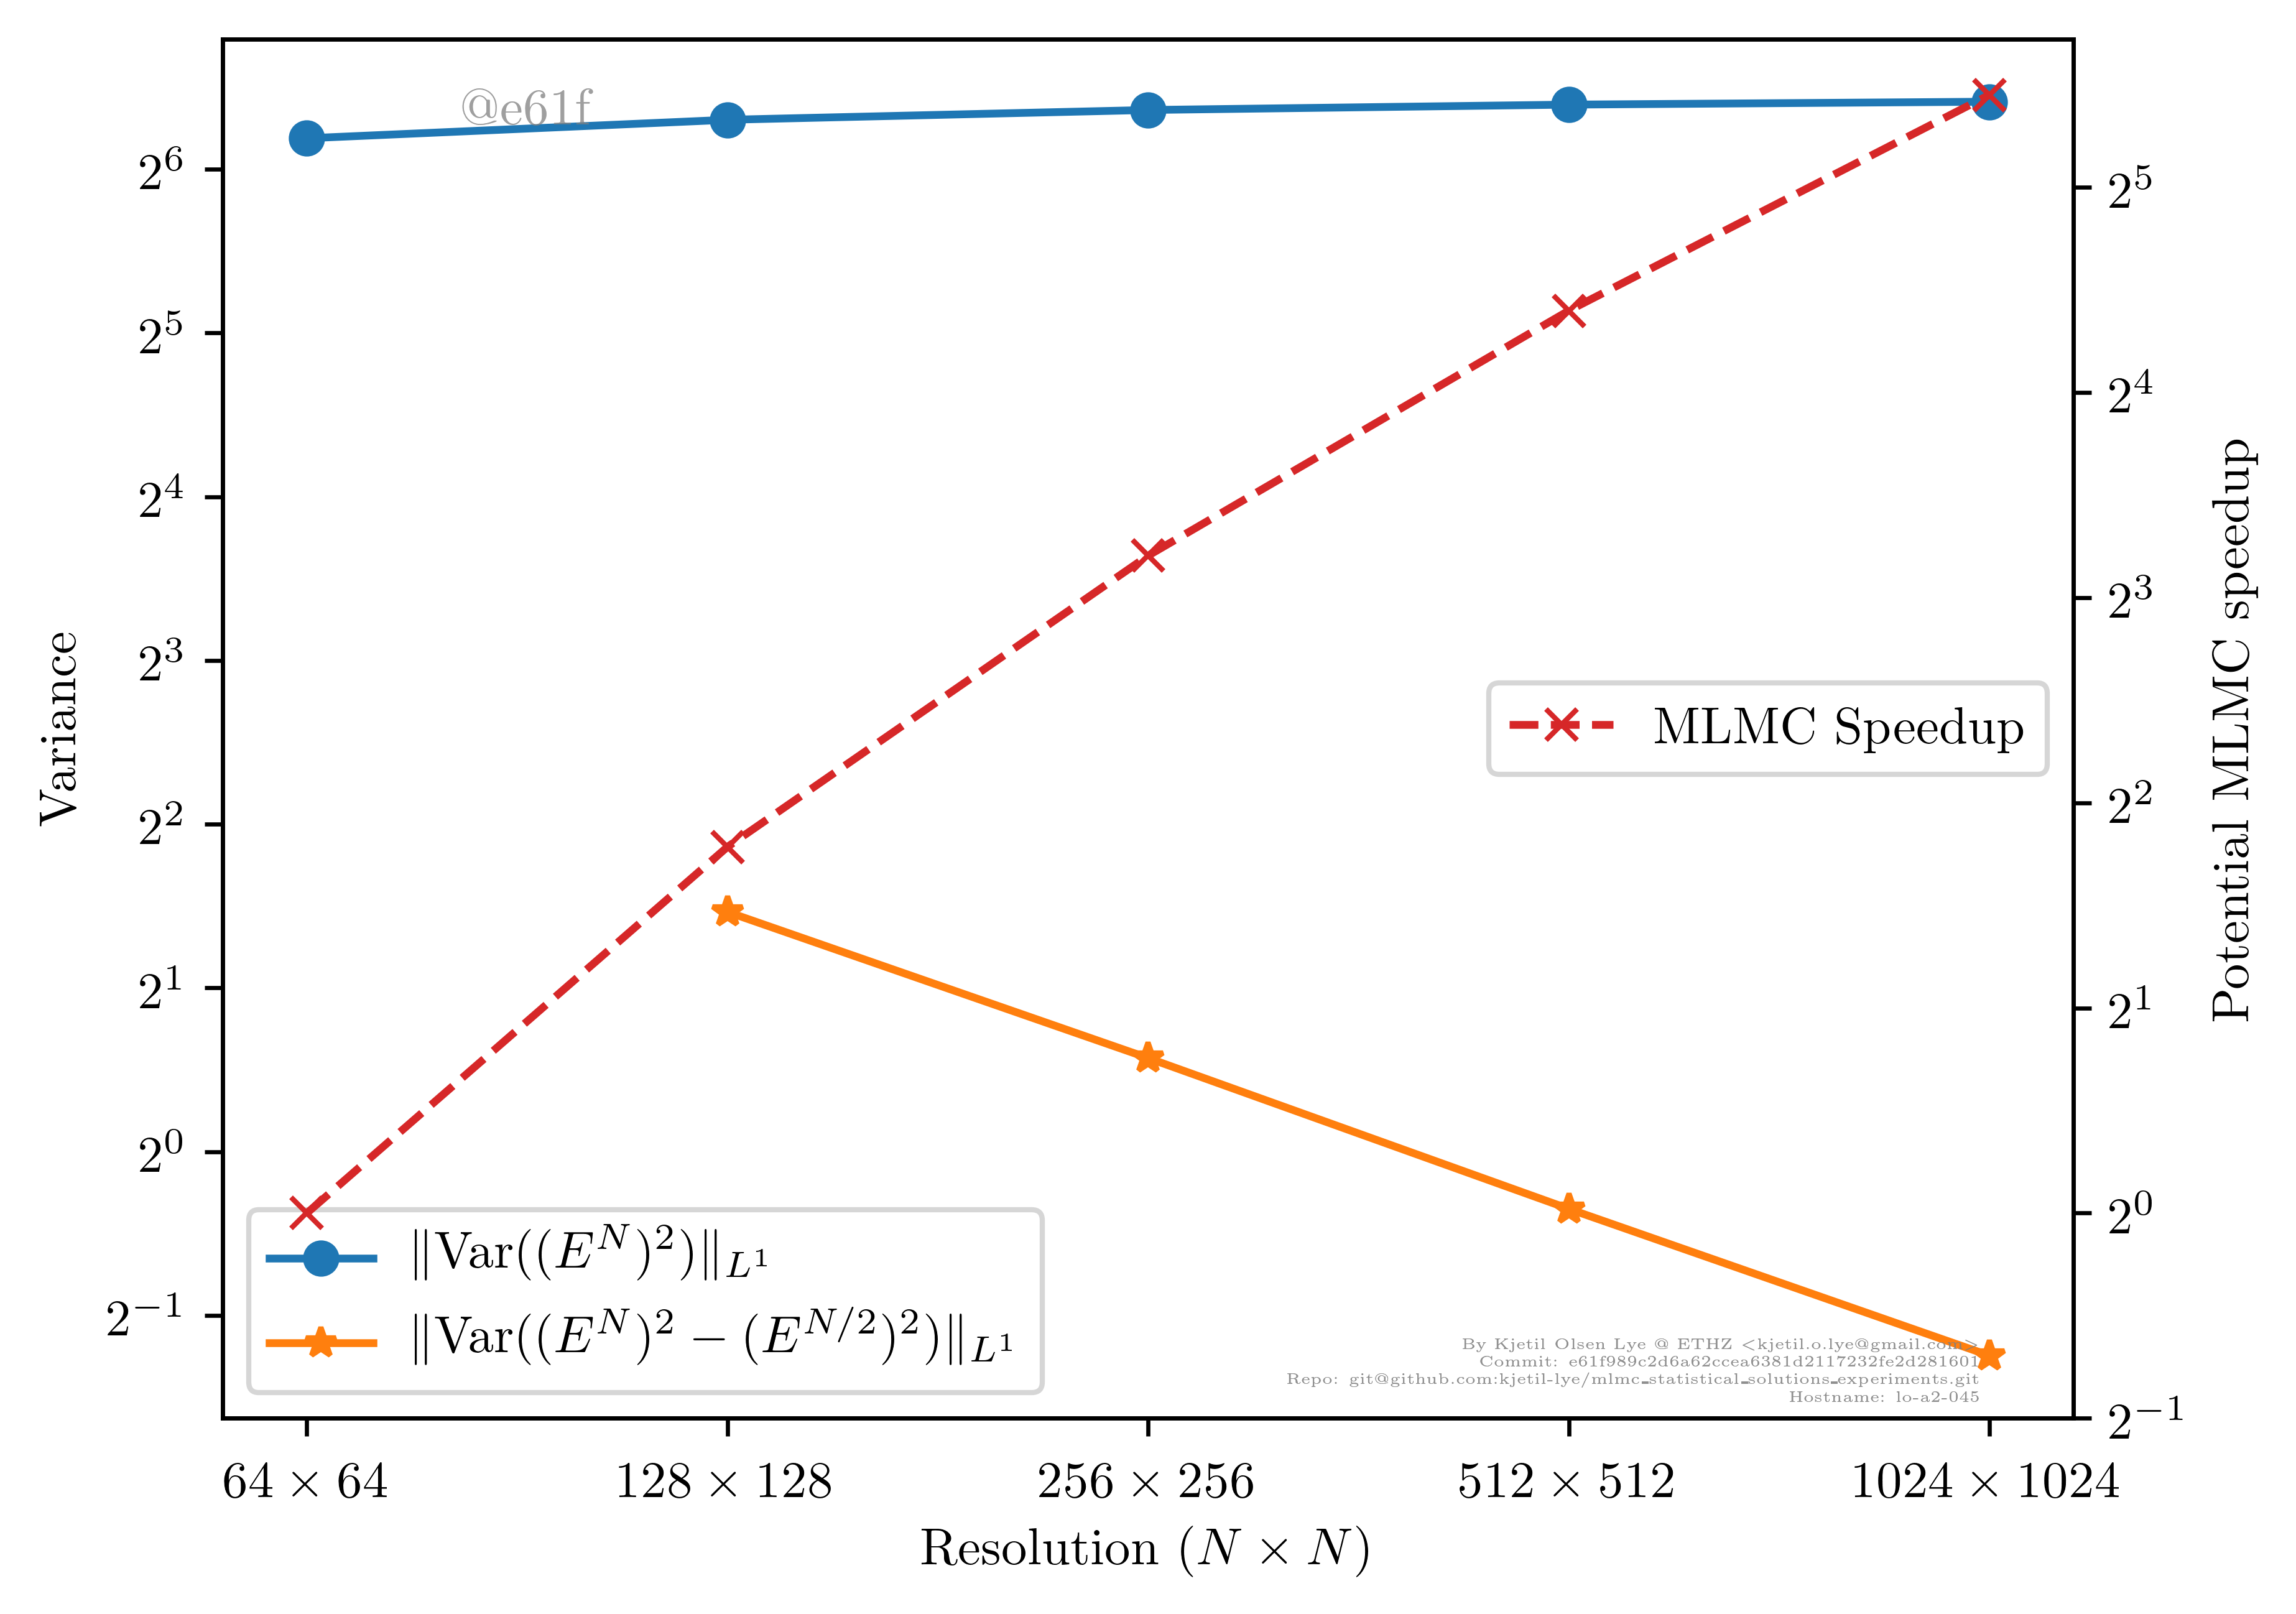 @e61f
2^6
2^5
2^4
2^3
2^2
2^1
2^0
2^{-1}
Variance
2^5
2^4
2^3
2^2
2^1
2^0
2^{-1}
Potential MLMC speedup
MLMC Speedup
‖Var((E^N)^2)‖_{L^1}
‖Var((E^N)^2 − (E^{N/2})^2)‖_{L^1}
By Kjetil Olsen Lye @ ETHZ <kjetil.o.lye@gmail.com>
Commit: e61f989c2d6a62ccea6381d2117232fe2d281601
Repo: git@github.com:kjetil-lye/mlmc_statistical_solutions_experiments.git
Hostname: lo-a2-045
64 × 64
128 × 128
256 × 256
512 × 512
1024 × 1024
Resolution (N × N)